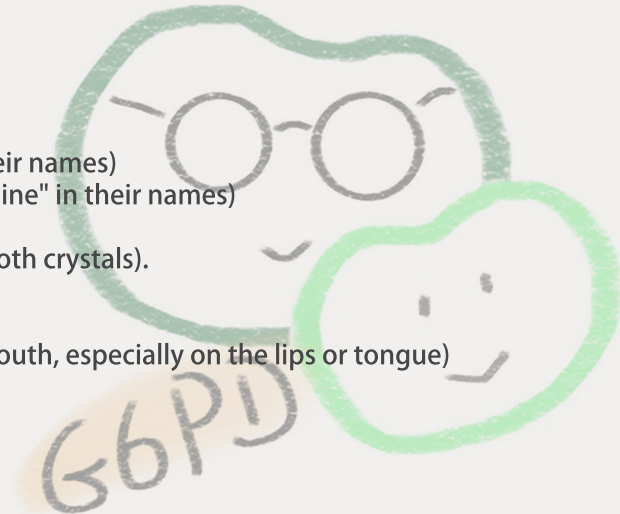 eir names)
ine" in their names)
oth crystals).
outh, especially on the lips or tongue)
G6PD